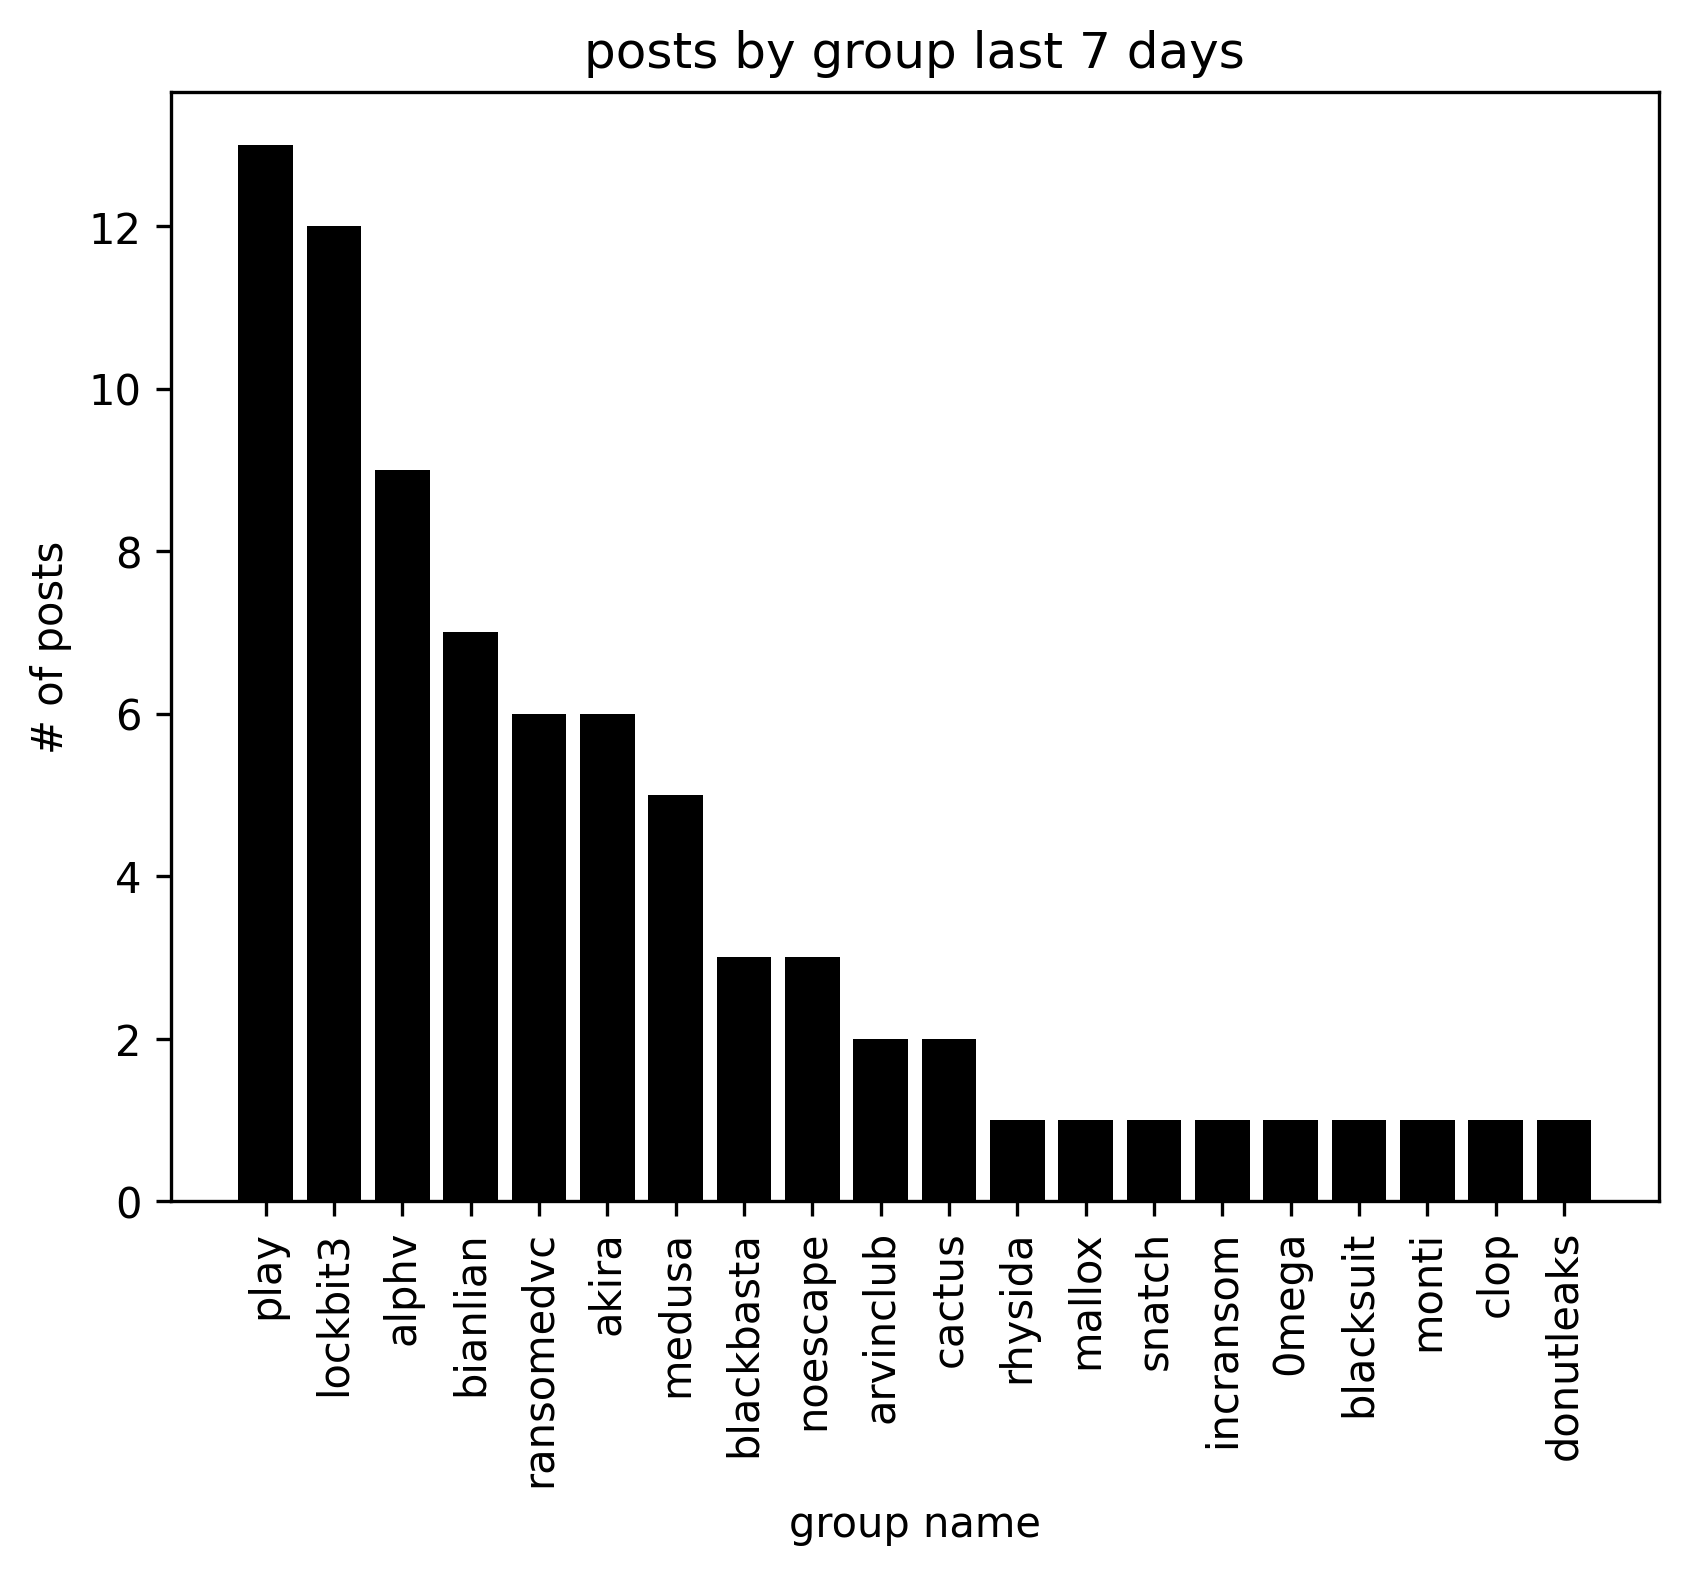 posts by group last 7 days
# of posts
12
10
8
6
4
2
0
play
lockbit3
alphv
bianlian
ransomedvc
akira
medusa
blackbasta
noescape
arvinclub
cactus
rhysida
mallox
snatch
incransom
0mega
blacksuit
monti
clop
donutleaks
group name